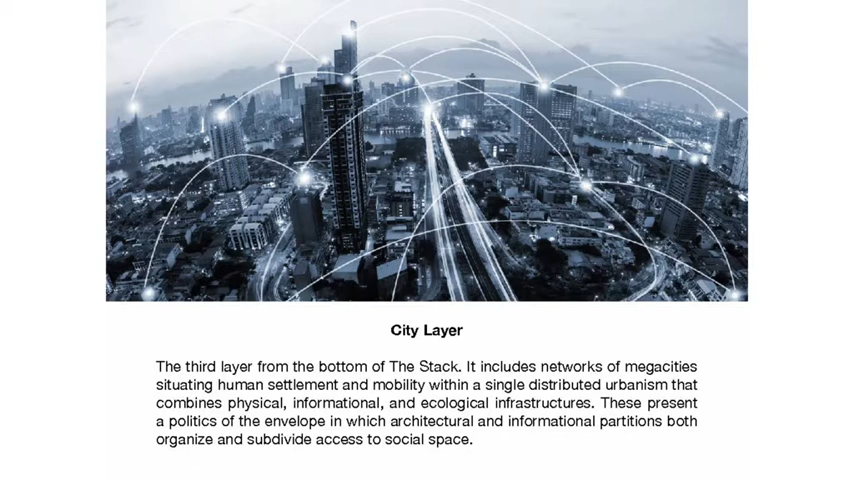 City Layer
The third layer from the bottom of The Stack. It includes networks of megacities
situating human settlement and mobility within a single distributed urbanism that
combines physical, informational, and ecological infrastructures. These present
a politics of the envelope in which architectural and informational partitions both
organize and subdivide access to social space.